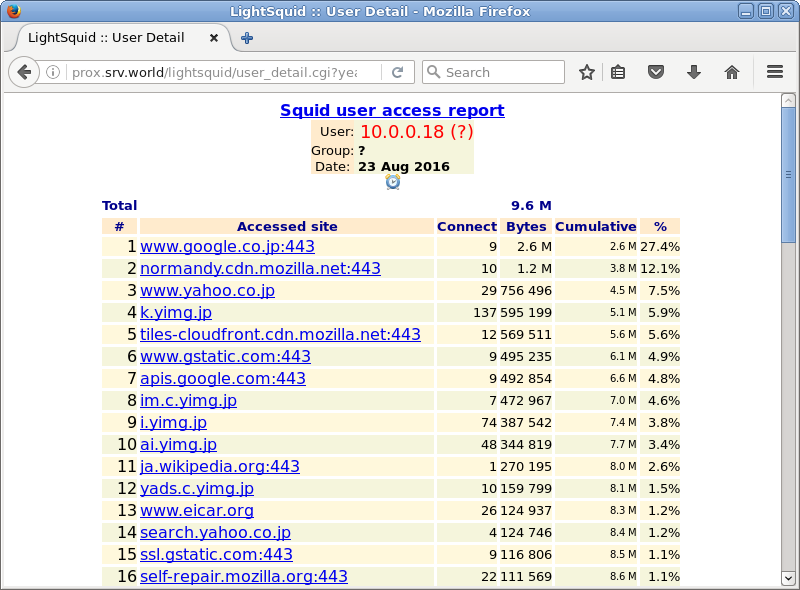 LightSquid :: User Detail - Mozilla Firefox
LightSquid :: User Detail
prox.srv.world/lightsquid/user_detail.cgi?yea
Search
Squid user access report
User: 10.0.0.18 (?)
Group: ?
Date: 23 Aug 2016
Total 9.6 M
# Accessed site Connect Bytes Cumulative %
1 www.google.co.jp:443 9 2.6 M 2.6 M 27.4%
2 normandy.cdn.mozilla.net:443 10 1.2 M 3.8 M 12.1%
3 www.yahoo.co.jp 29 756 496 4.5 M 7.5%
4 k.yimg.jp 137 595 199 5.1 M 5.9%
5 tiles-cloudfront.cdn.mozilla.net:443 12 569 511 5.6 M 5.6%
6 www.gstatic.com:443 9 495 235 6.1 M 4.9%
7 apis.google.com:443 9 492 854 6.6 M 4.8%
8 im.c.yimg.jp 7 472 967 7.0 M 4.6%
9 i.yimg.jp 74 387 542 7.4 M 3.8%
10 ai.yimg.jp 48 344 819 7.7 M 3.4%
11 ja.wikipedia.org:443 1 270 195 8.0 M 2.6%
12 yads.c.yimg.jp 10 159 799 8.1 M 1.5%
13 www.eicar.org 26 124 937 8.3 M 1.2%
14 search.yahoo.co.jp 4 124 746 8.4 M 1.2%
15 ssl.gstatic.com:443 9 116 806 8.5 M 1.1%
16 self-repair.mozilla.org:443 22 111 569 8.6 M 1.1%